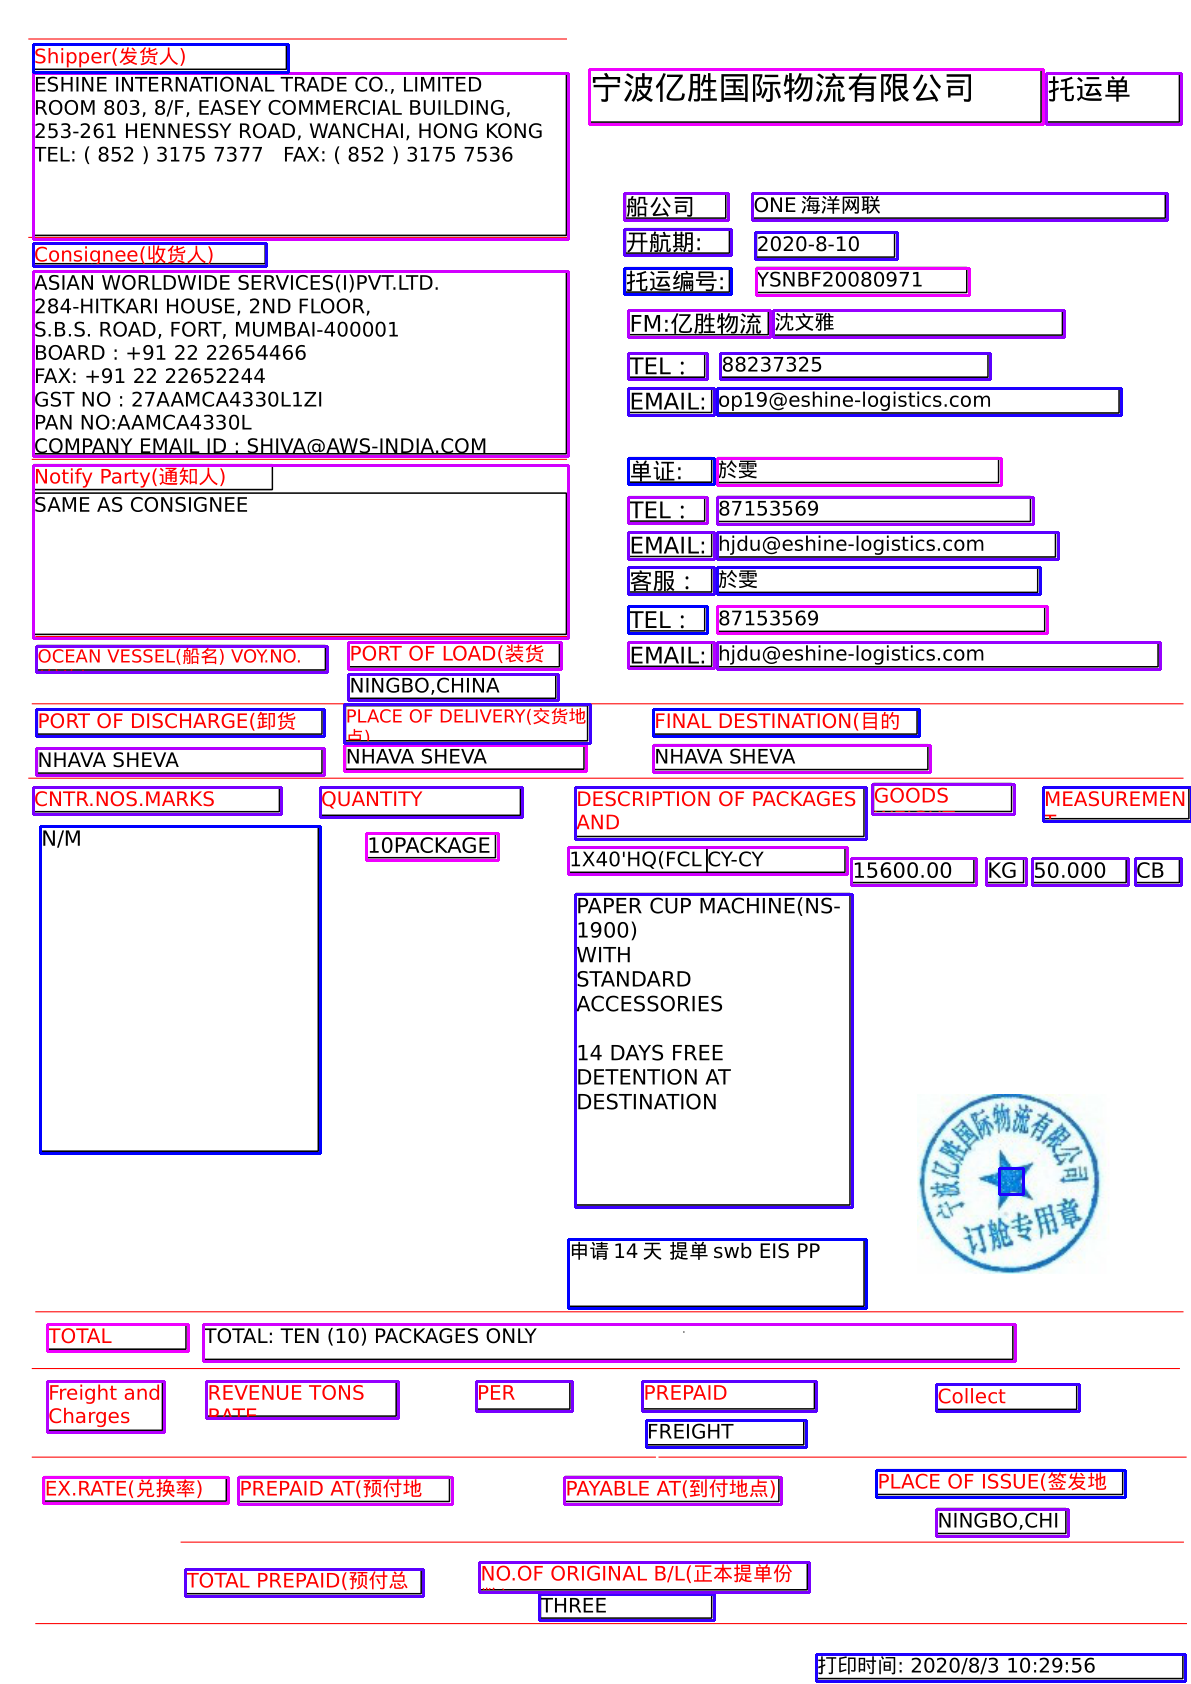 Shipper(发货人)
ESHINE INTERNATIONAL TRADE CO., LIMITED
ROOM 803, 8/F, EASEY COMMERCIAL BUILDING,
253-261 HENNESSY ROAD, WANCHAI, HONG KONG
TEL: ( 852 ) 3175 7377 FAX: ( 852 ) 3175 7536
宁波亿胜国际物流有限公司 托运单
船公司 ONE 海洋网联
开航期: 2020-8-10
托运编号: YSNBF20080971
FM:亿胜物流 沈文雅
TEL : 88237325
EMAIL: op19@eshine-logistics.com
Consignee(收货人)
ASIAN WORLDWIDE SERVICES(I)PVT.LTD.
284-HITKARI HOUSE, 2ND FLOOR,
S.B.S. ROAD, FORT, MUMBAI-400001
BOARD : +91 22 22654466
FAX: +91 22 22652244
GST NO : 27AAMCA4330L1ZI
PAN NO:AAMCA4330L
COMPANY EMAIL ID : SHIVA@AWS-INDIA.COM
单证: 於雯
TEL : 87153569
EMAIL: hjdu@eshine-logistics.com
客服 : 於雯
TEL : 87153569
EMAIL: hjdu@eshine-logistics.com
Notify Party(通知人)
SAME AS CONSIGNEE
OCEAN VESSEL(船名) VOY.NO.
PORT OF LOAD(装货
NINGBO,CHINA
PORT OF DISCHARGE(卸货
PLACE OF DELIVERY(交货地
点)
FINAL DESTINATION(目的
NHAVA SHEVA
NHAVA SHEVA
NHAVA SHEVA
CNTR.NOS.MARKS
QUANTITY
DESCRIPTION OF PACKAGES
AND
GOODS
MEASUREMEN
N/M
10PACKAGE
1X40'HQ(FCL CY-CY
15600.00 KG 50.000 CB
PAPER CUP MACHINE(NS-
1900)
WITH
STANDARD
ACCESSORIES
14 DAYS FREE
DETENTION AT
DESTINATION
宁波亿胜国际物流有限公司
订舱专用章
申请 14 天 提单 swb EIS PP
TOTAL
TOTAL: TEN (10) PACKAGES ONLY
Freight and
Charges
REVENUE TONS
RATE
PER
PREPAID
Collect
FREIGHT
EX.RATE(兑换率)
PREPAID AT(预付地
PAYABLE AT(到付地点)
PLACE OF ISSUE(签发地
NINGBO,CHI
TOTAL PREPAID(预付总
NO.OF ORIGINAL B/L(正本提单份
THREE
打印时间: 2020/8/3 10:29:56